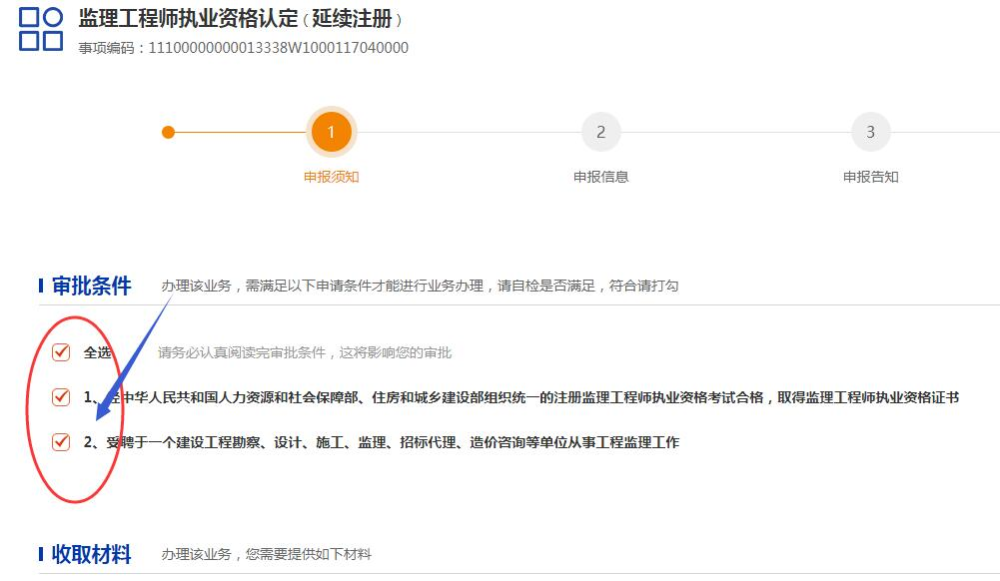 监理工程师执业资格认定（延续注册）
事项编码：11100000000013338W1000117040000
1
2
3
申报须知
申报信息
申报告知
审批条件 办理该业务，需满足以下申请条件才能进行业务办理，请自检是否满足，符合请打勾
全选 请务必认真阅读完审批条件，这将影响您的审批
1、经中华人民共和国人力资源和社会保障部、住房和城乡建设部组织统一的注册监理工程师执业资格考试合格，取得监理工程师执业资格证书
2、受聘于一个建设工程勘察、设计、施工、监理、招标代理、造价咨询等单位从事工程监理工作
收取材料 办理该业务，您需要提供如下材料